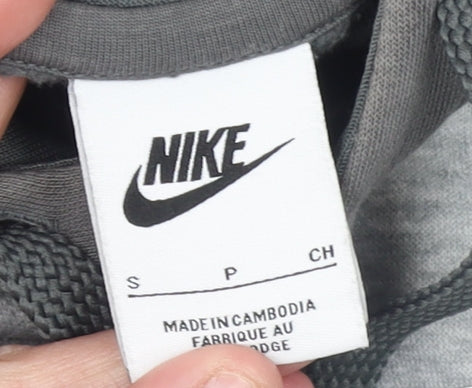 NIKE
S P CH
MADE IN CAMBODIA
FABRIQUE AU